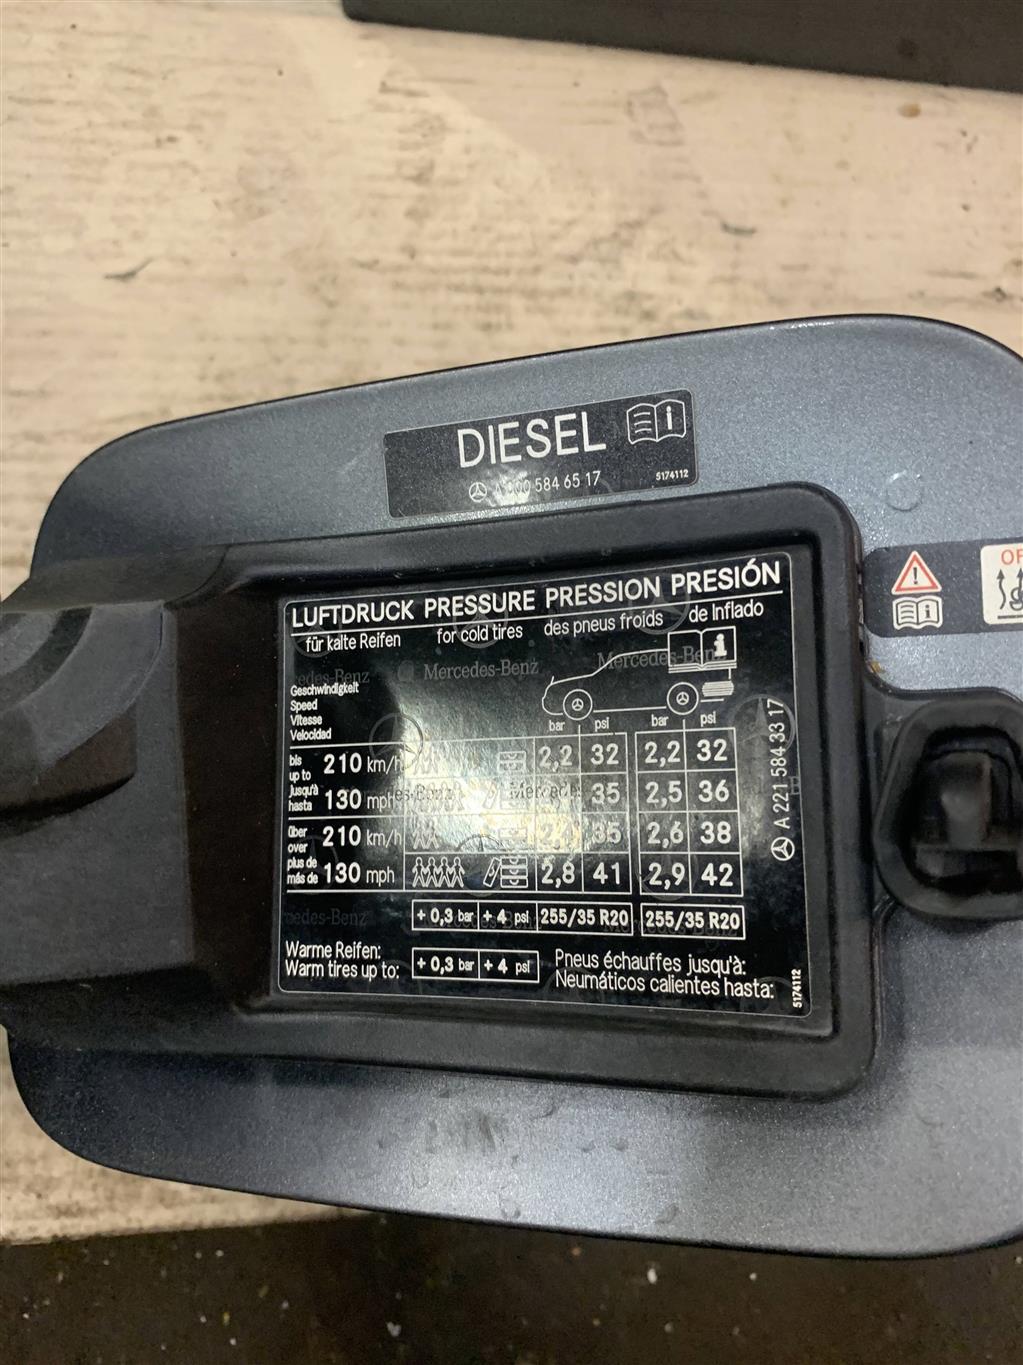 DIESEL
584 65 17
5174112
OF
LUFTDRUCK PRESSURE PRESSION PRESIÓN
für kalte Reifen for cold tires des pneus froids de Inflado
Mercedes-Benz
Geschwindigkeit
Speed
Vitesse
Velocidad
bar psi bar psi
bis up to jusqu'à hasta
210 km/h 2,2 32 2,2 32
130 mph 35 2,5 36
über over plus de más de
210 km/h 2,4 35 2,6 38
130 mph 2,8 41 2,9 42
+ 0,3 bar + 4 psi 255/35 R20 255/35 R20
Warme Reifen:
Warm tires up to:
+ 0,3 bar + 4 psi
Pneus échauffes jusqu'à:
Neumáticos calientes hasta:
A 221 584 33 17
5174112